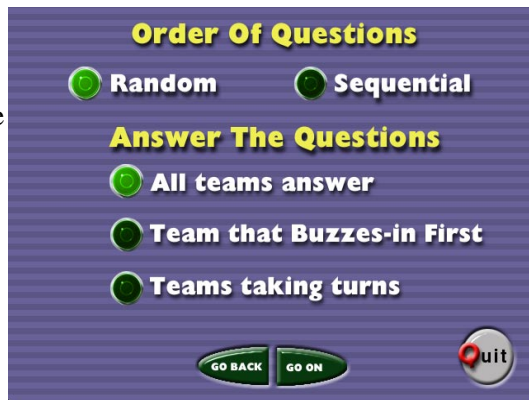 Order Of Questions
Random Sequential
e
Answer The Questions
All teams answer
Team that Buzzes-in First
Teams taking turns
GO BACK GO ON
Quit